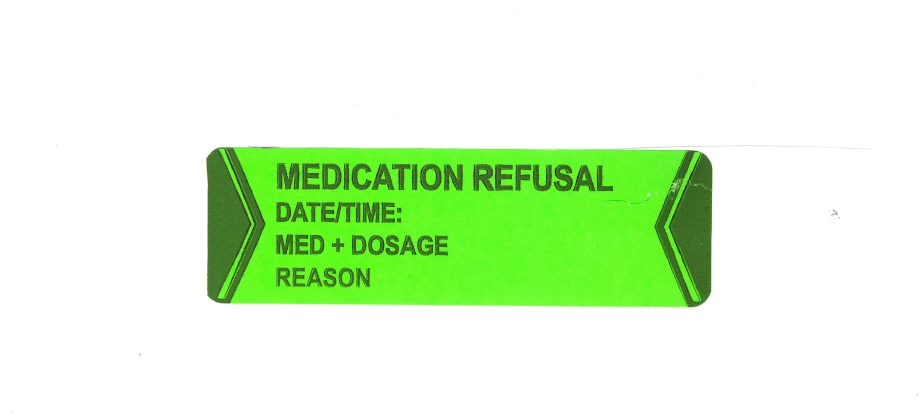 MEDICATION REFUSAL
DATE/TIME:
MED + DOSAGE
REASON